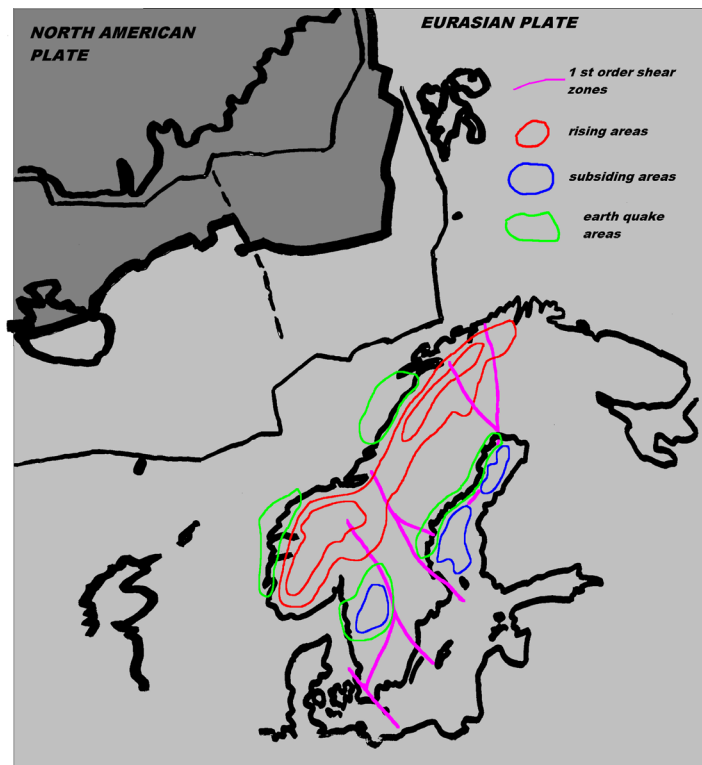 NORTH AMERICAN
PLATE
EURASIAN PLATE
1 st order shear
zones
rising areas
subsiding areas
earth quake
areas